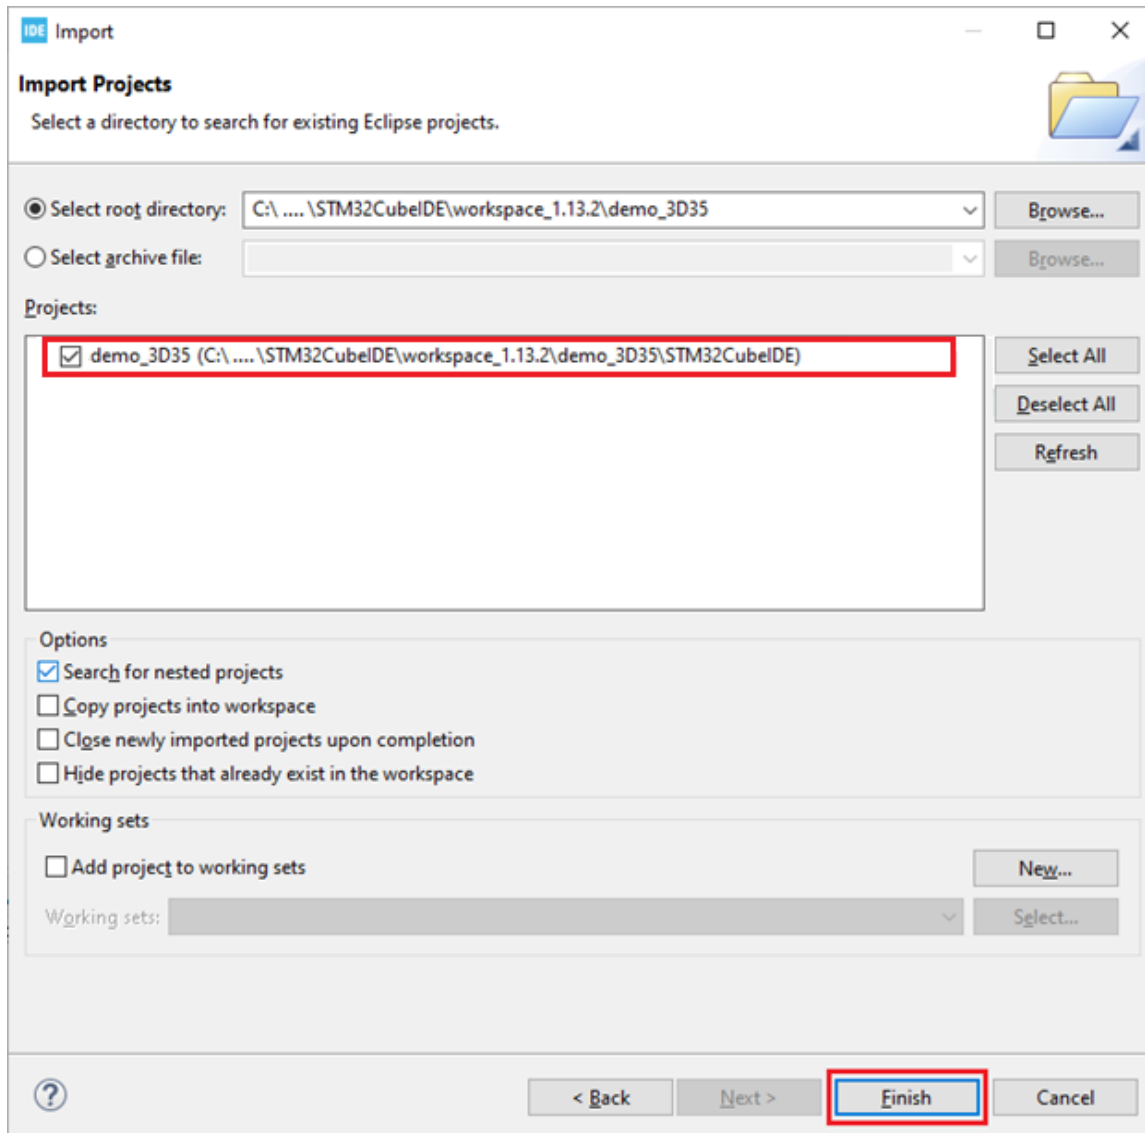 IDE Import
Import Projects
Select a directory to search for existing Eclipse projects.
Select root directory: C:\ .... \STM32CubeIDE\workspace_1.13.2\demo_3D35 Browse...
Select archive file: Browse...
Projects:
demo_3D35 (C:\ .... \STM32CubeIDE\workspace_1.13.2\demo_3D35\STM32CubeIDE) Select All
Deselect All
Refresh
Options
Search for nested projects
Copy projects into workspace
Close newly imported projects upon completion
Hide projects that already exist in the workspace
Working sets
Add project to working sets New...
Working sets: Select...
? < Back Next > Finish Cancel